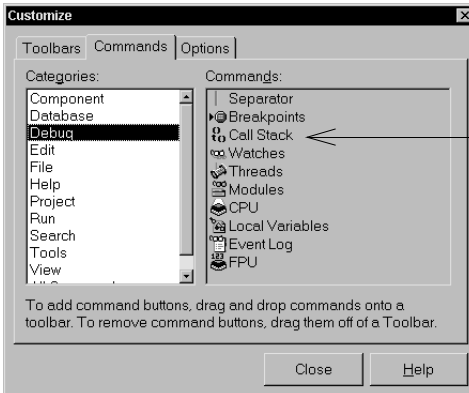 Customize
Toolbars Commands Options
Categories:
Component
Database
Debug
Edit
File
Help
Project
Run
Search
Tools
View
Commands:
Separator
Breakpoints
Call Stack
Watches
Threads
Modules
CPU
Local Variables
Event Log
FPU
To add command buttons, drag and drop commands onto a
toolbar. To remove command buttons, drag them off of a Toolbar.
Close Help